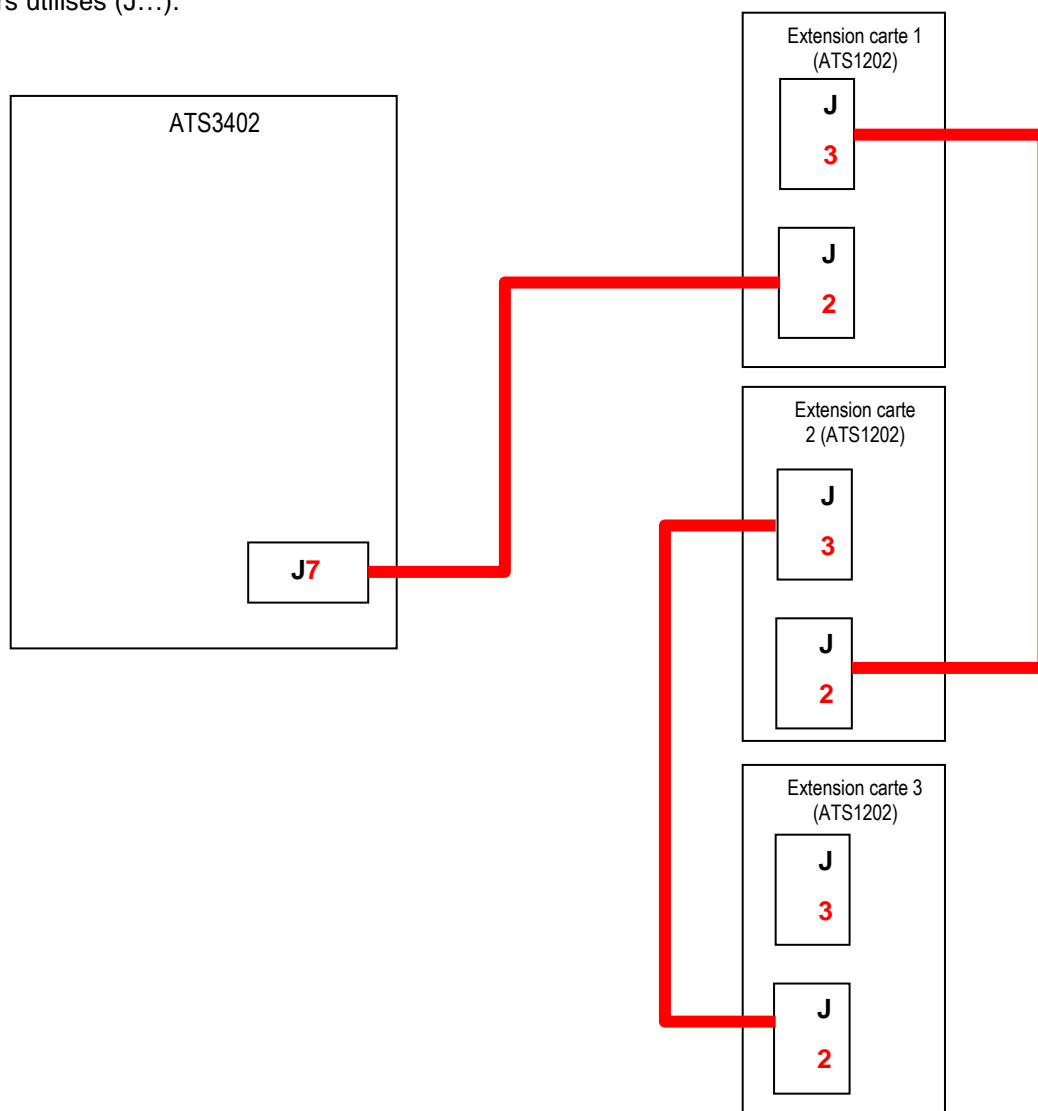 utilisés (J…).
ATS3402
J7
Extension carte 1
(ATS1202)
J
3
J
2
Extension carte
2 (ATS1202)
J
3
J
2
Extension carte 3
(ATS1202)
J
3
J
2